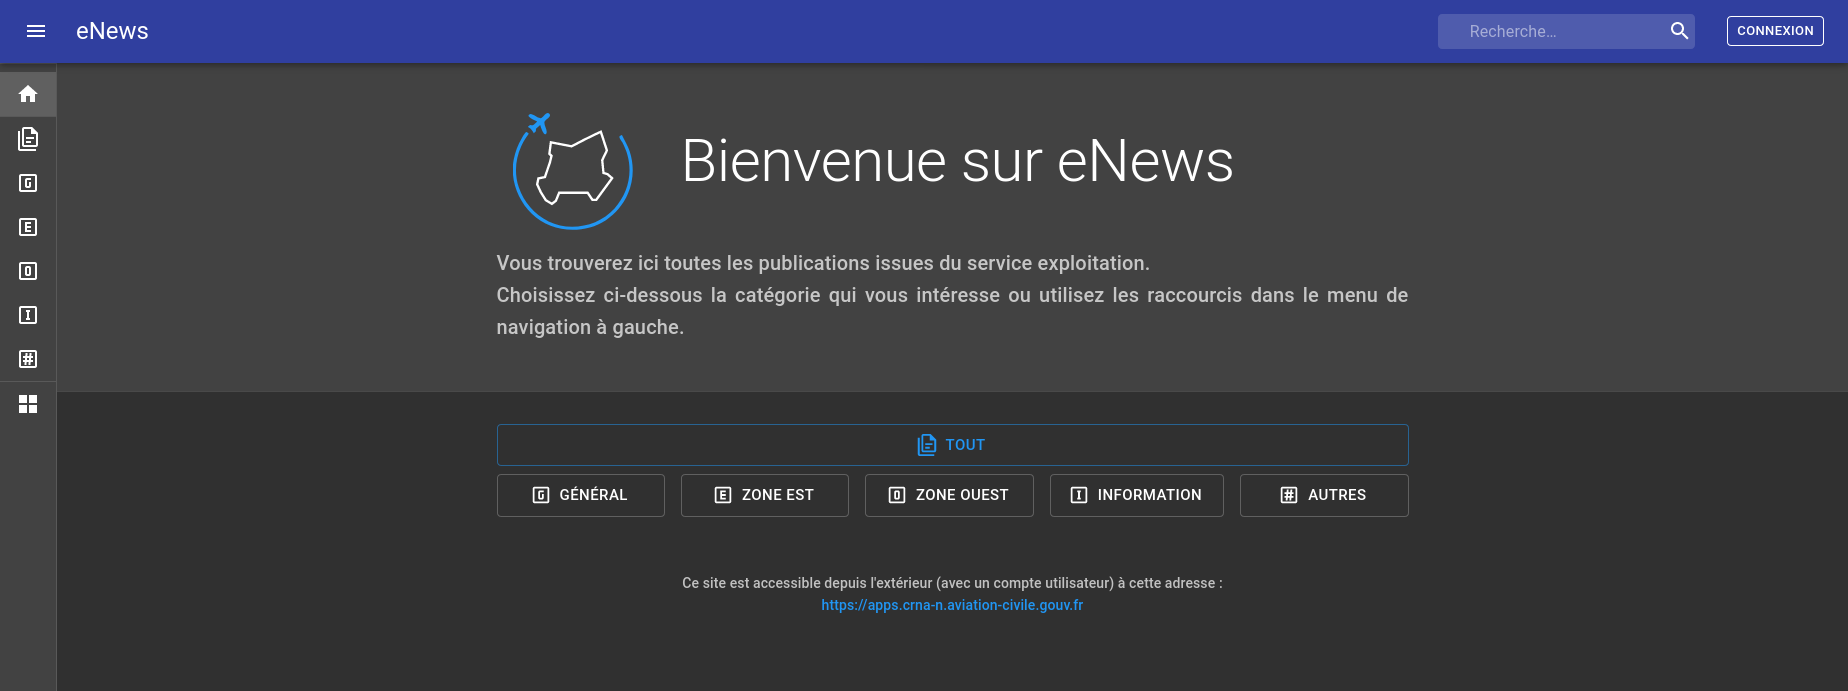 eNews
Recherche...
CONNEXION
Bienvenue sur eNews
Vous trouverez ici toutes les publications issues du service exploitation.
Choisissez ci-dessous la catégorie qui vous intéresse ou utilisez les raccourcis dans le menu de
navigation à gauche.
G
E
O
I
#
TOUT
G GÉNÉRAL
E ZONE EST
O ZONE OUEST
I INFORMATION
# AUTRES
Ce site est accessible depuis l'extérieur (avec un compte utilisateur) à cette adresse :
https://apps.crna-n.aviation-civile.gouv.fr